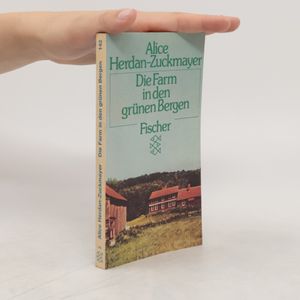 Alice
Herdan-Zuckmayer
Die Farm
in den
grünen Bergen
Fischer
Alice Herdan-Zuckmayer Die Farm in den grünen Bergen 142